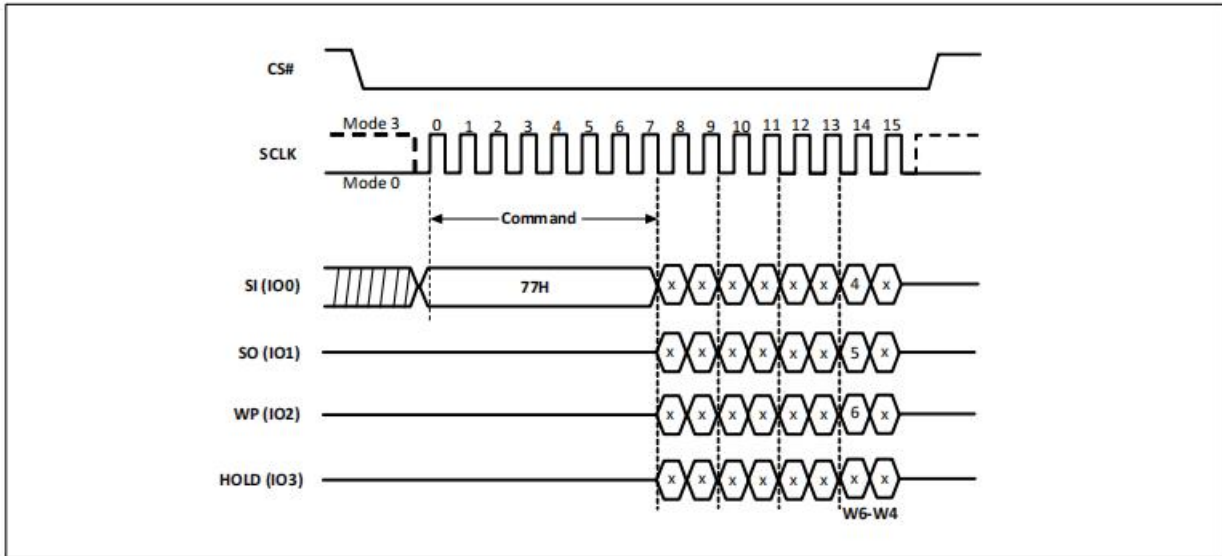 CS#
Mode 3
0 1 2 3 4 5 6 7 8 9 10 11 12 13 14 15
SCLK
Mode 0
Command
SI (IO0) 77H x x x x x x 4 x
SO (IO1) x x x x x x 5 x
WP (IO2) x x x x x x 6 x
HOLD (IO3) x x x x x x x x
W6-W4